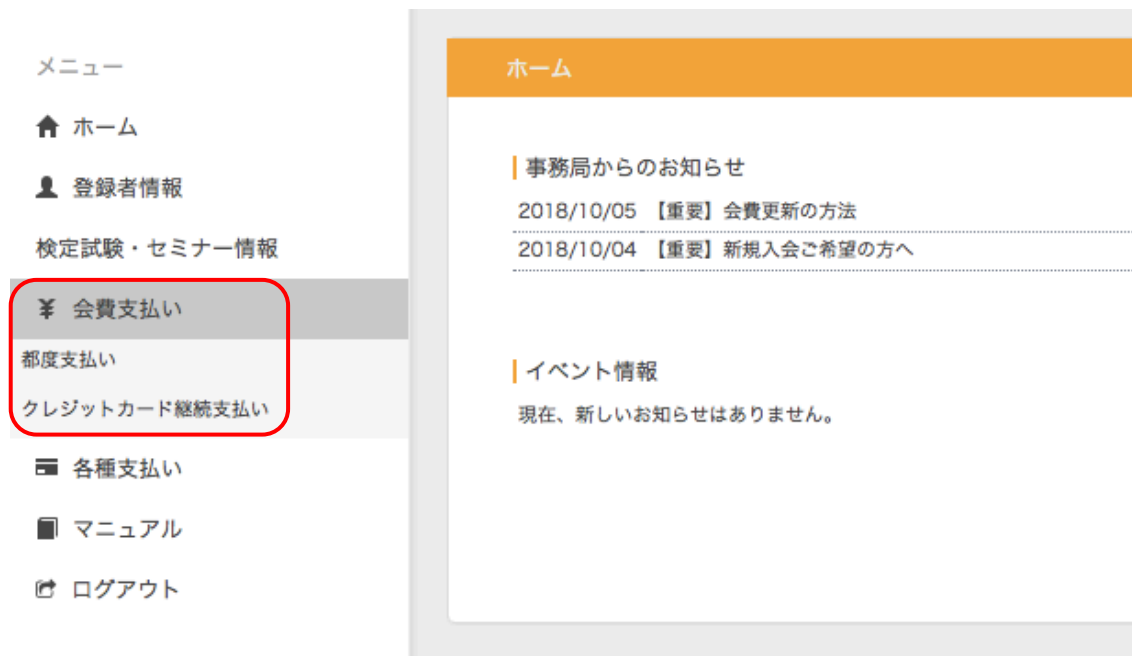 メニュー
ホーム
登録者情報
検定試験・セミナー情報
¥ 会費支払い
都度支払い
クレジットカード継続支払い
各種支払い
マニュアル
ログアウト
ホーム
事務局からのお知らせ
2018/10/05 【重要】会費更新の方法
2018/10/04 【重要】新規入会ご希望の方へ
イベント情報
現在、新しいお知らせはありません。